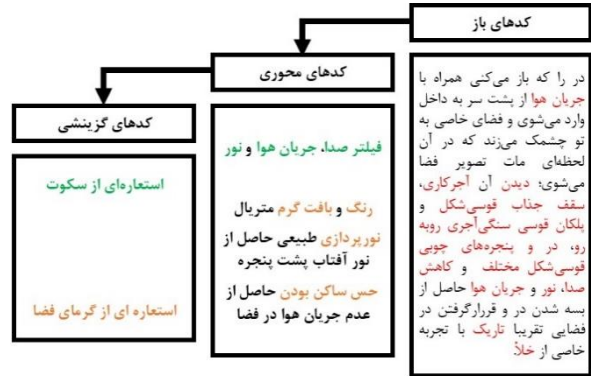 کدهای باز
در را که باز می‌کنی همراه با
جریان هوا از پشت سر به داخل
وارد می‌شوی و فضای خاصی به
تو چشمک می‌زند که در آن
لحظه‌ای مات تصویر فضا
می‌شوی؛ دیدن آن آجرکاری،
سقف جذاب قوسی‌شکل و
پلکان قوسی سنگی‌آجری روبه
رو، در و پنجره‌های چوبی
قوسی‌شکل مختلف و کاهش
صدا، نور و جریان هوا حاصل از
بسه شدن در و قررارگرفتن در
فضایی تقریبا تاریک با تجربه
خاصی از خلأ.
کدهای محوری
فیلتر صدا، جریان هوا و نور
رنگ و بافت گرم متریال
نورپردازی طبیعی حاصل از
نور آفتاب پشت پنجره
حس ساکن بودن حاصل از
عدم جریان هوا در فضا
کدهای گزینشی
استعاره‌ای از سکوت
استعاره ای از گرمای فضا